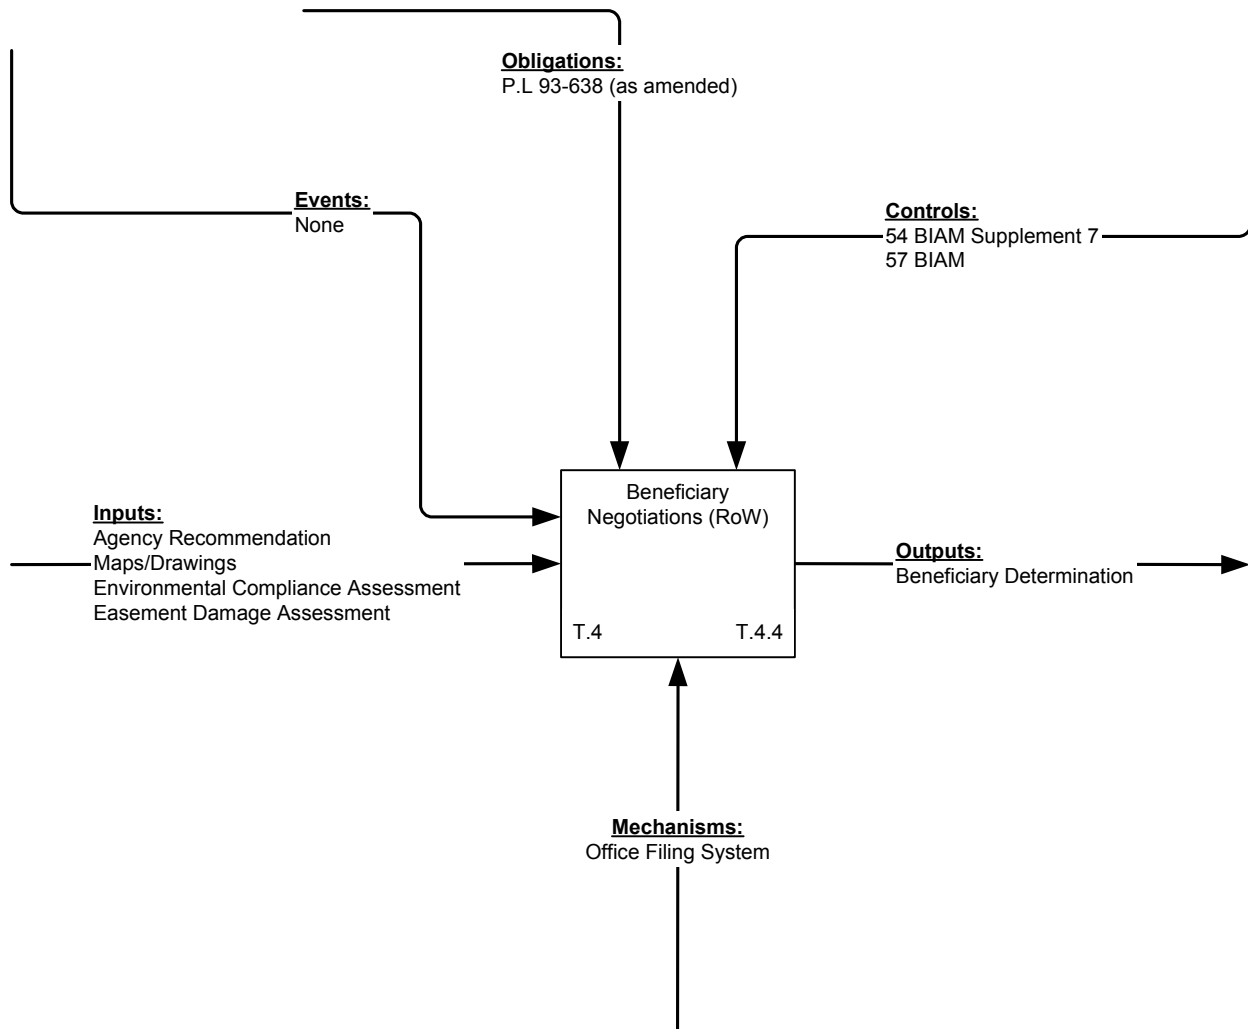 Obligations:
P.L 93-638 (as amended)
Events:
None
Controls:
54 BIAM Supplement 7
57 BIAM
Inputs:
Agency Recommendation
Maps/Drawings
Environmental Compliance Assessment
Easement Damage Assessment
Beneficiary
Negotiations (RoW)
T.4
T.4.4
Outputs:
Beneficiary Determination
Mechanisms:
Office Filing System